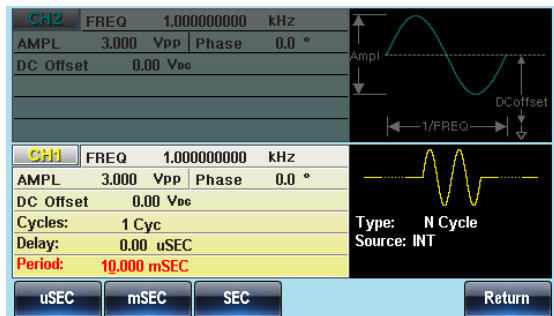 CH2 FREQ 1.000000000 kHz
AMPL 3.000 Vpp Phase 0.0 °
DC Offset 0.00 VDC
Ampl
DCoffset
1/FREQ
CH1 FREQ 1.000000000 kHz
AMPL 3.000 Vpp Phase 0.0 °
DC Offset 0.00 VDC
Cycles: 1 Cyc
Delay: 0.00 uSEC
Period: 10.000 mSEC
Type: N Cycle
Source: INT
uSEC mSEC SEC Return